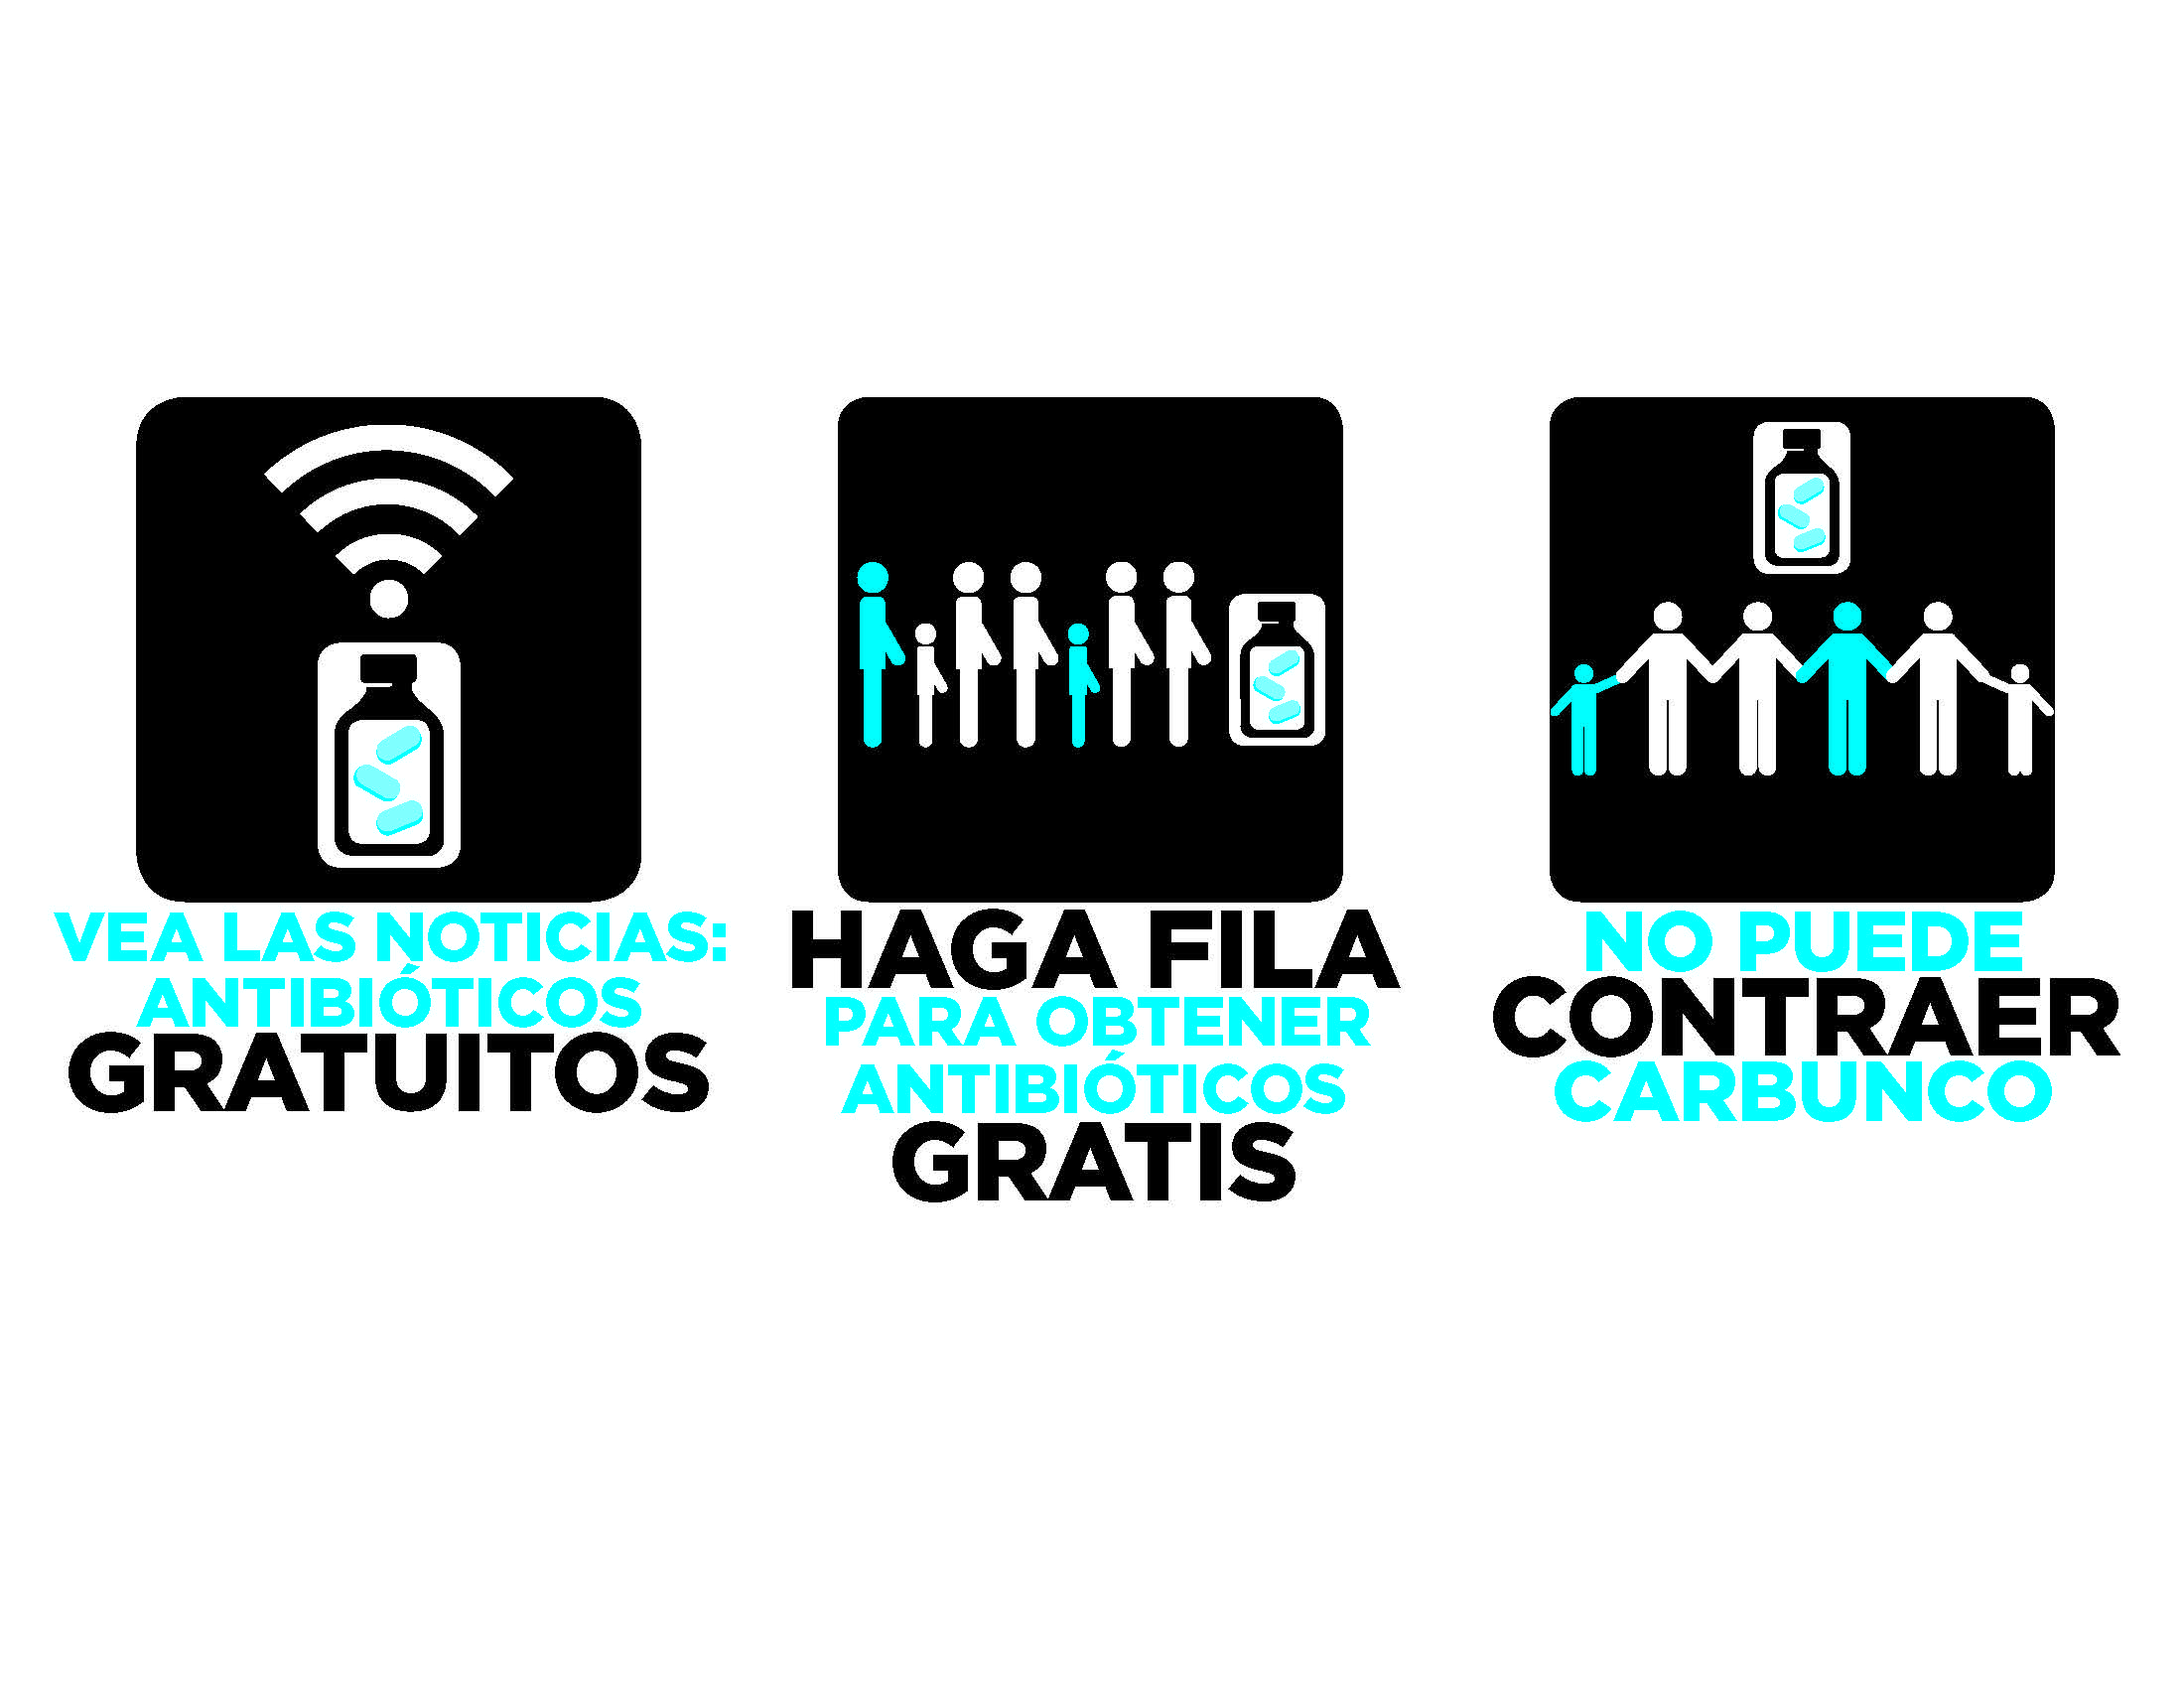 VEA LAS NOTICIAS:
ANTIBIÓTICOS
GRATUITOS
HAGA FILA
PARA OBTENER
ANTIBIÓTICOS
GRATIS
NO PUEDE
CONTRAER
CARBUNCO